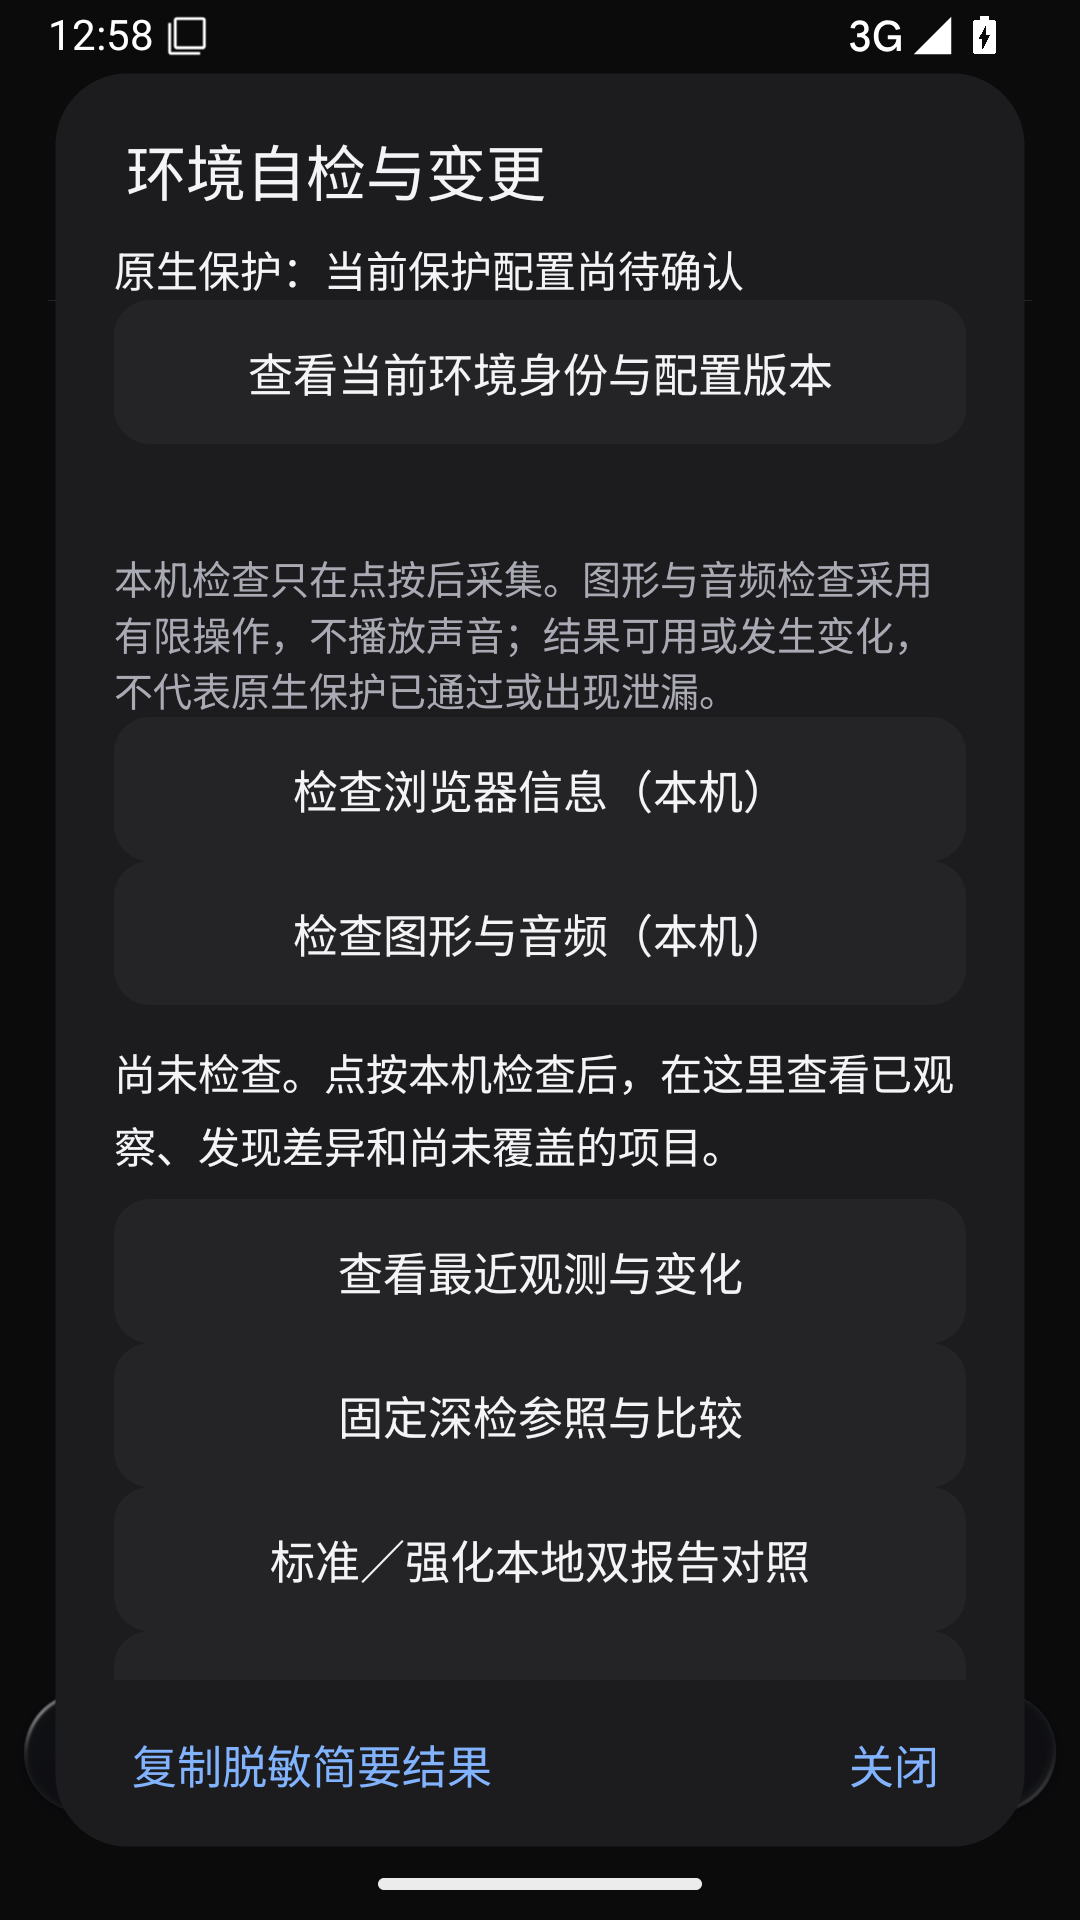 12:58
3G
环境自检与变更
原生保护：当前保护配置尚待确认
查看当前环境身份与配置版本
本机检查只在点按后采集。图形与音频检查采用
有限操作，不播放声音；结果可用或发生变化，
不代表原生保护已通过或出现泄漏。
检查浏览器信息（本机）
检查图形与音频（本机）
尚未检查。点按本机检查后，在这里查看已观
察、发现差异和尚未覆盖的项目。
查看最近观测与变化
固定深检参照与比较
标准／强化本地双报告对照
复制脱敏简要结果
关闭